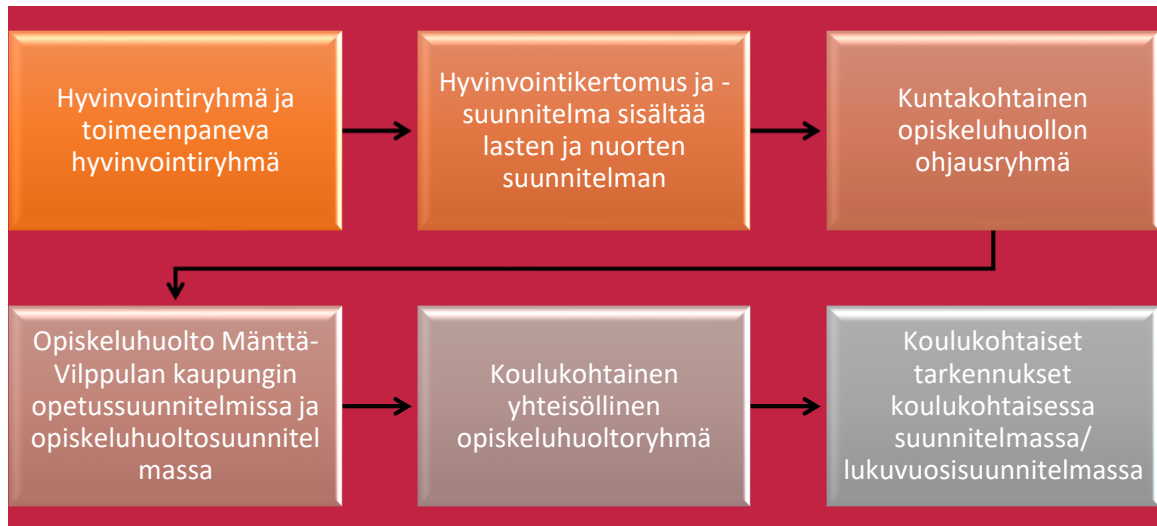 Hyvinvointiryhmä ja
toimeenpaneva
hyvinvointiryhmä
Hyvinvointikertomus ja -
suunnitelma sisältää
lasten ja nuorten
suunnitelman
Kuntakohtainen
opiskeluhuollon
ohjausryhmä
Opiskeluhuolto Mänttä-
Vilppulan kaupungin
opetussuunnitelmissa ja
opiskeluhuoltosuunnitel
massa
Koulukohtainen
yhteisöllinen
opiskeluhuoltoryhmä
Koulukohtaiset
tarkennukset
koulukohtaisessa
suunnitelmassa/
lukuvuosisuunnitelmassa